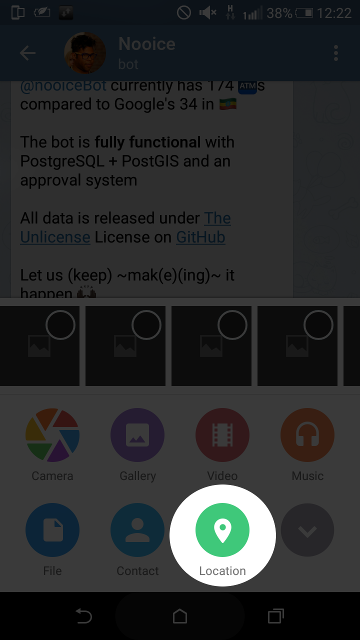 38% 12:22
Nooice
bot
@nooiceBot currently has 174 ATMs
compared to Google's 34 in 🇪🇹
The bot is fully functional with
PostgreSQL + PostGIS and an
approval system
All data is released under The
Unlicense License on GitHub
Let us (keep) ~mak(e)(ing)~ it
happen 🙌🏿
Camera Gallery Video Music
File Contact Location